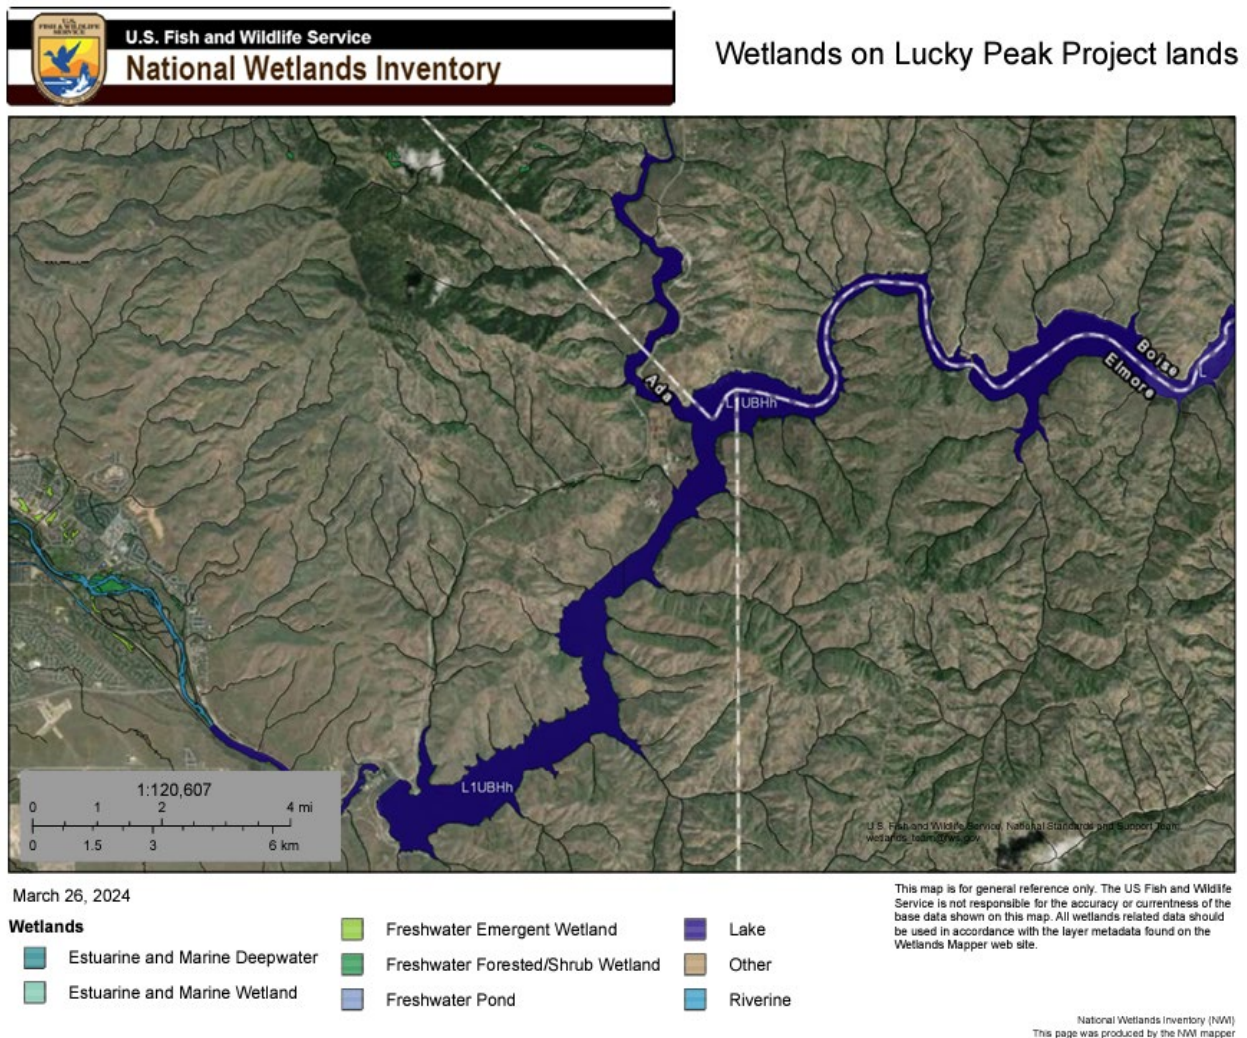 U.S.
FISH & WILDLIFE
SERVICE
U.S. Fish and Wildlife Service
National Wetlands Inventory
Wetlands on Lucky Peak Project lands
Boise
Elmore
Ada
L1UBHh
L
L1UBHh
1:120,607
0 1 2 4 mi
0 1.5 3 6 km
U.S. Fish and Wildlife Service, National Standards and Support Team,
wetlands_team@fws.gov
March 26, 2024
This map is for general reference only. The US Fish and Wildlife
Service is not responsible for the accuracy or currentness of the
base data shown on this map. All wetlands related data should
be used in accordance with the layer metadata found on the
Wetlands Mapper web site.
Wetlands
Estuarine and Marine Deepwater
Estuarine and Marine Wetland
Freshwater Emergent Wetland
Freshwater Forested/Shrub Wetland
Freshwater Pond
Lake
Other
Riverine
National Wetlands Inventory (NWI)
This page was produced by the NWI mapper